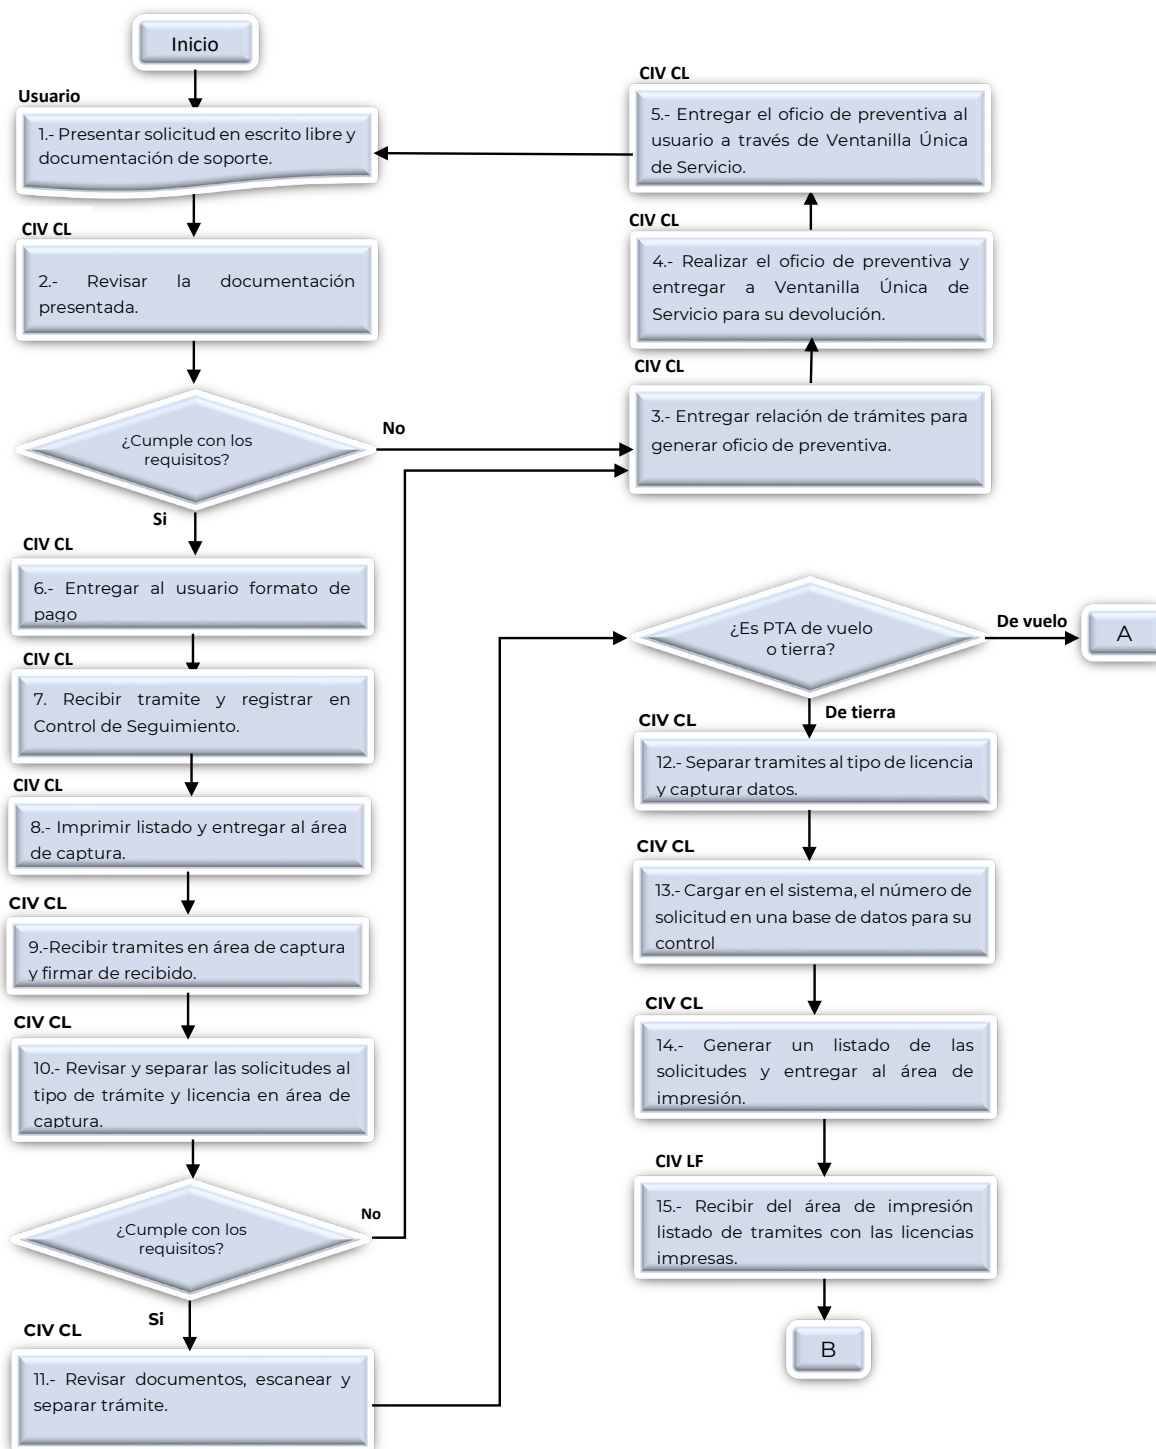 Inicio
Usuario
1.- Presentar solicitud en escrito libre y
documentación de soporte.
CIV CL
2.- Revisar la documentación
presentada.
¿Cumple con los
requisitos?
No
Si
CIV CL
5.- Entregar el oficio de preventiva al
usuario a través de Ventanilla Única
de Servicio.
CIV CL
4.- Realizar el oficio de preventiva y
entregar a Ventanilla Única de
Servicio para su devolución.
CIV CL
3.- Entregar relación de trámites para
generar oficio de preventiva.
CIV CL
6.- Entregar al usuario formato de
pago
CIV CL
7. Recibir tramite y registrar en
Control de Seguimiento.
CIV CL
8.- Imprimir listado y entregar al área
de captura.
CIV CL
9.-Recibir tramites en área de captura
y firmar de recibido.
CIV CL
10.- Revisar y separar las solicitudes al
tipo de trámite y licencia en área de
captura.
¿Cumple con los
requisitos?
No
Si
CIV CL
11.- Revisar documentos, escanear y
separar trámite.
¿Es PTA de vuelo
o tierra?
De vuelo
A
De tierra
CIV CL
12.- Separar tramites al tipo de licencia
y capturar datos.
CIV CL
13.- Cargar en el sistema, el número de
solicitud en una base de datos para su
control
CIV CL
14.- Generar un listado de las
solicitudes y entregar al área de
impresión.
CIV LF
15.- Recibir del área de impresión
listado de tramites con las licencias
impresas.
B